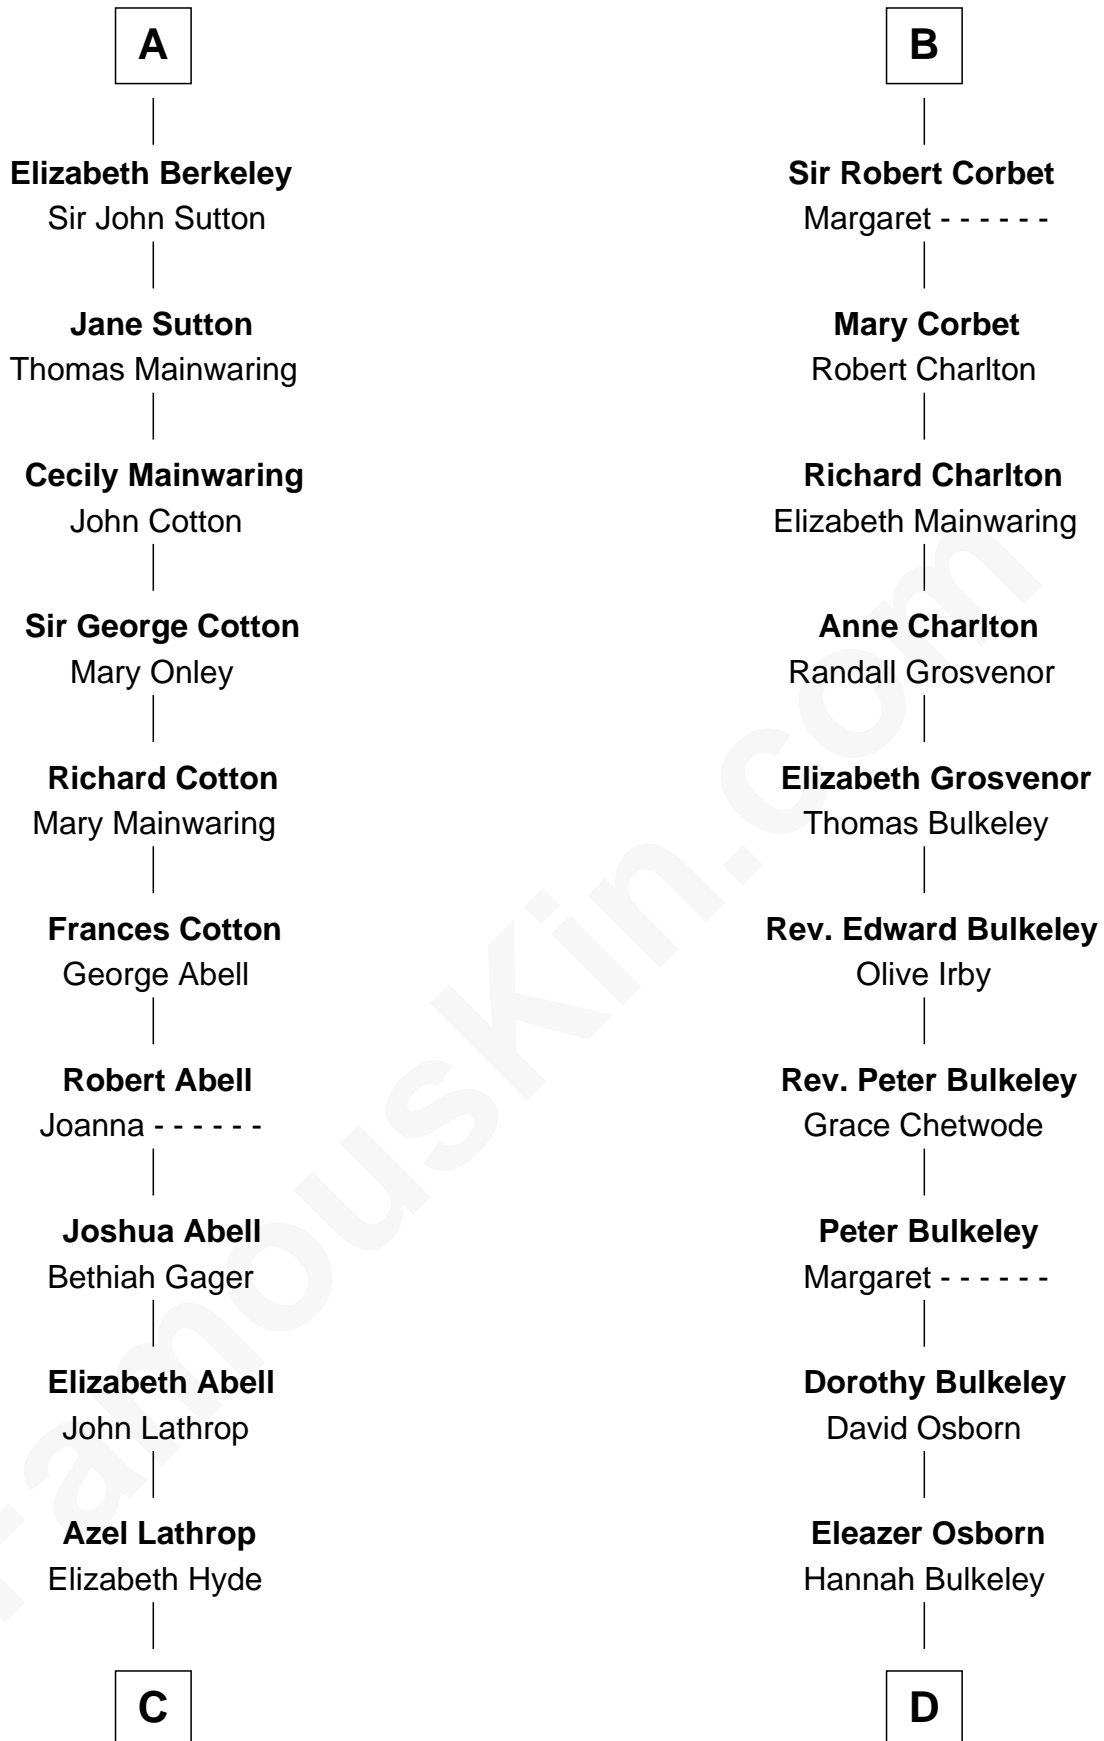 A
Elizabeth Berkeley
Sir John Sutton
Jane Sutton
Thomas Mainwaring
Cecily Mainwaring
John Cotton
Sir George Cotton
Mary Onley
Richard Cotton
Mary Mainwaring
Frances Cotton
George Abell
Robert Abell
Joanna - - - - - -
Joshua Abell
Bethiah Gager
Elizabeth Abell
John Lathrop
Azel Lathrop
Elizabeth Hyde
C
B
Sir Robert Corbet
Margaret - - - - - -
Mary Corbet
Robert Charlton
Richard Charlton
Elizabeth Mainwaring
Anne Charlton
Randall Grosvenor
Elizabeth Grosvenor
Thomas Bulkeley
Rev. Edward Bulkeley
Olive Irby
Rev. Peter Bulkeley
Grace Chetwode
Peter Bulkeley
Margaret - - - - - -
Dorothy Bulkeley
David Osborn
Eleazer Osborn
Hannah Bulkeley
D
FamousKin.com